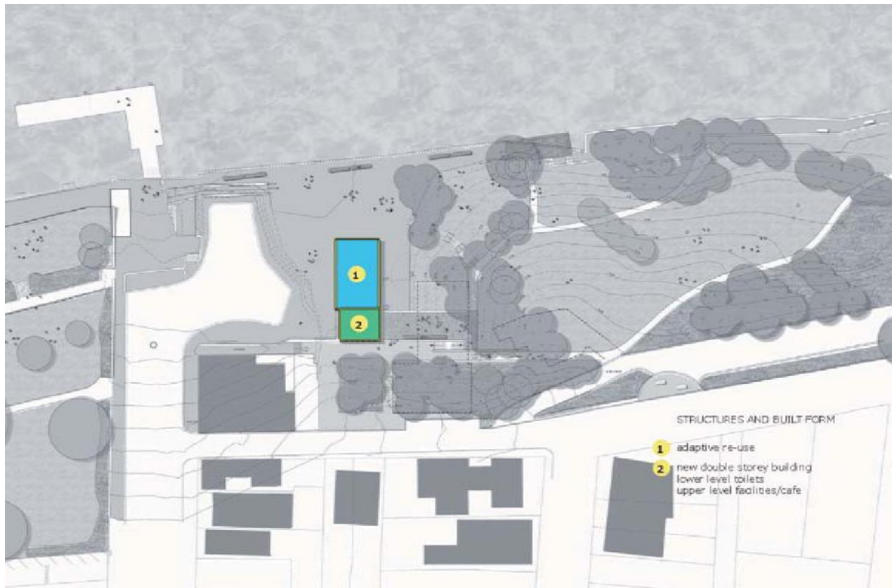 1
2
STRUCTURES AND BUILT FORM
1 adaptive re-use
2 new double storey building
lower level toilets
upper level facilities/cafe